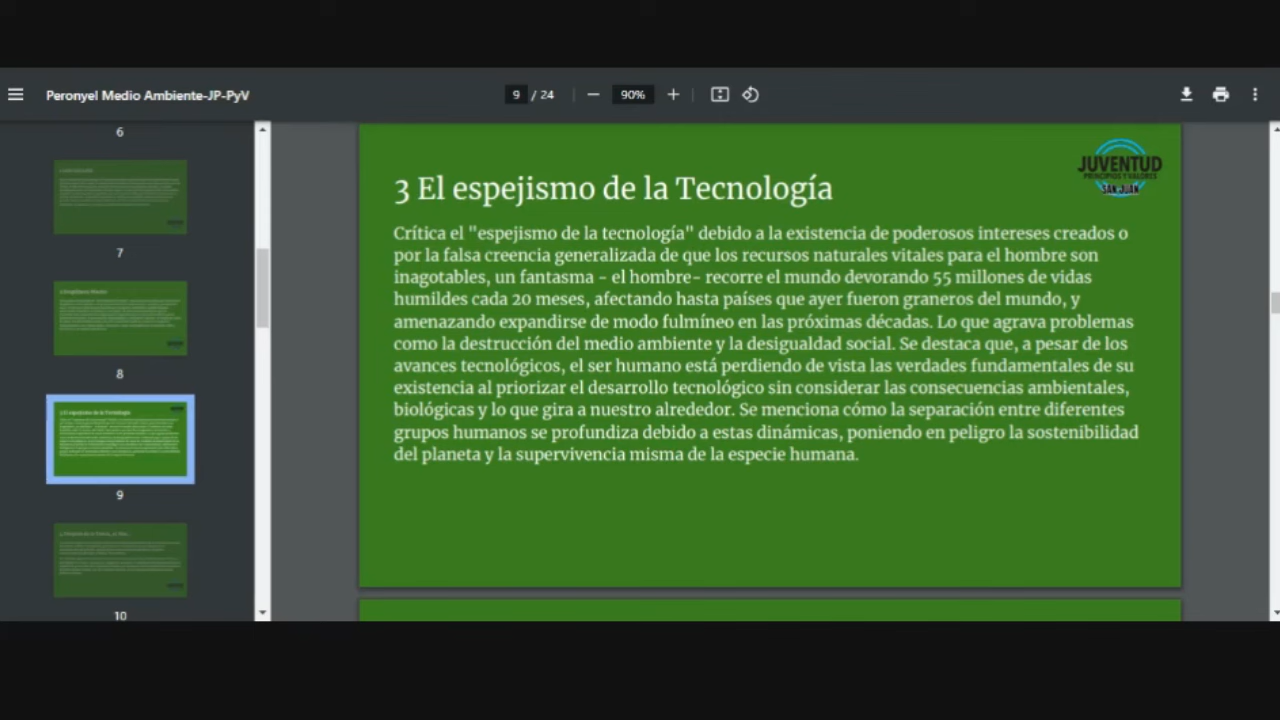 Peronyel Medio Ambiente-JP-PyV
9 / 24
90%
6
7
8
9
10
JUVENTUD
PRINCIPIOS Y VALORES
SAN JUAN
3 El espejismo de la Tecnología
Crítica el "espejismo de la tecnología" debido a la existencia de poderosos intereses creados o
por la falsa creencia generalizada de que los recursos naturales vitales para el hombre son
inagotables, un fantasma - el hombre- recorre el mundo devorando 55 millones de vidas
humildes cada 20 meses, afectando hasta países que ayer fueron graneros del mundo, y
amenazando expandirse de modo fulmíneo en las próximas décadas. Lo que agrava problemas
como la destrucción del medio ambiente y la desigualdad social. Se destaca que, a pesar de los
avances tecnológicos, el ser humano está perdiendo de vista las verdades fundamentales de su
existencia al priorizar el desarrollo tecnológico sin considerar las consecuencias ambientales,
biológicas y lo que gira a nuestro alrededor. Se menciona cómo la separación entre diferentes
grupos humanos se profundiza debido a estas dinámicas, poniendo en peligro la sostenibilidad
del planeta y la supervivencia misma de la especie humana.